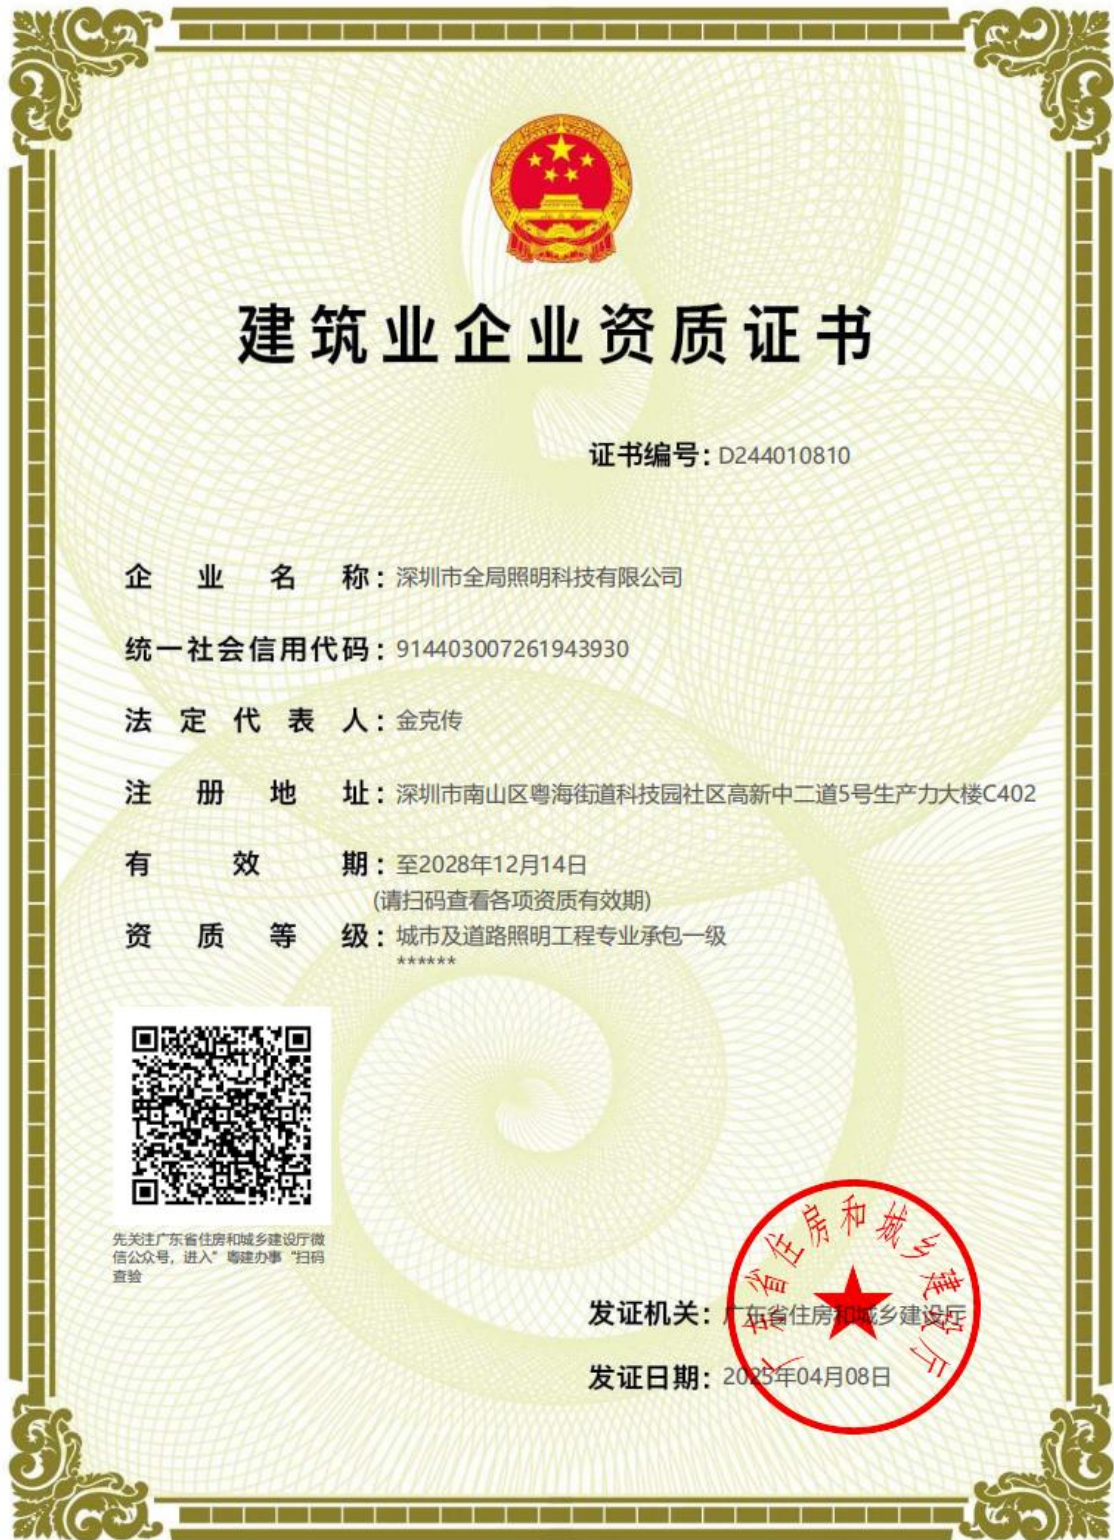 建筑业企业资质证书
证书编号：D244010810
企业名称：深圳市全局照明科技有限公司
统一社会信用代码：914403007261943930
法定代表人：金克传
注册地址：深圳市南山区粤海街道科技园社区高新中二道5号生产力大楼C402
有效期：至2028年12月14日
(请扫码查看各项资质有效期)
资质等级：城市及道路照明工程专业承包一级
******
先关注广东省住房和城乡建设厅微
信公众号，进入”粤建办事“扫码
查验
广东省住房和城乡建设厅
发证机关：广东省住房和城乡建设厅
发证日期：2025年04月08日